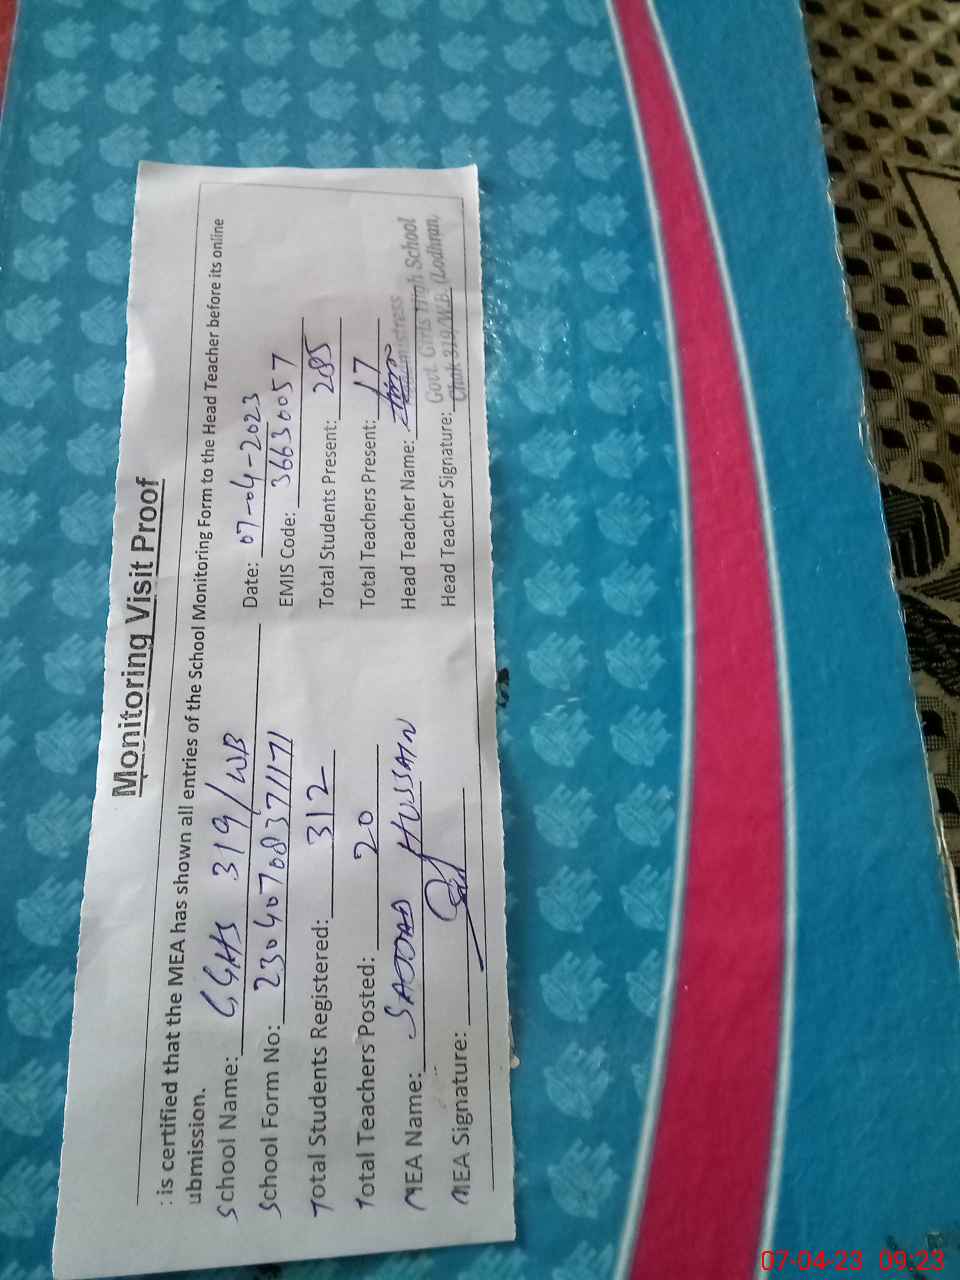 Monitoring Visit Proof
: is certified that the MEA has shown all entries of the School Monitoring Form to the Head Teacher before its online
ubmission.
School Name: GGHS 319/WB Date: 07-04-2023
School Form No: 230407083711171 EMIS Code: 36630057
Total Students Registered: 312 Total Students Present: 285
Total Teachers Posted: 20 Total Teachers Present: 17
MEA Name: SAJJAD HUSSAIN Head Teacher Name:
MEA Signature: Head Teacher Signature:
Govt. Girls High School
Chak 319/W.B. (Lodhran)
07-04-23 09:23